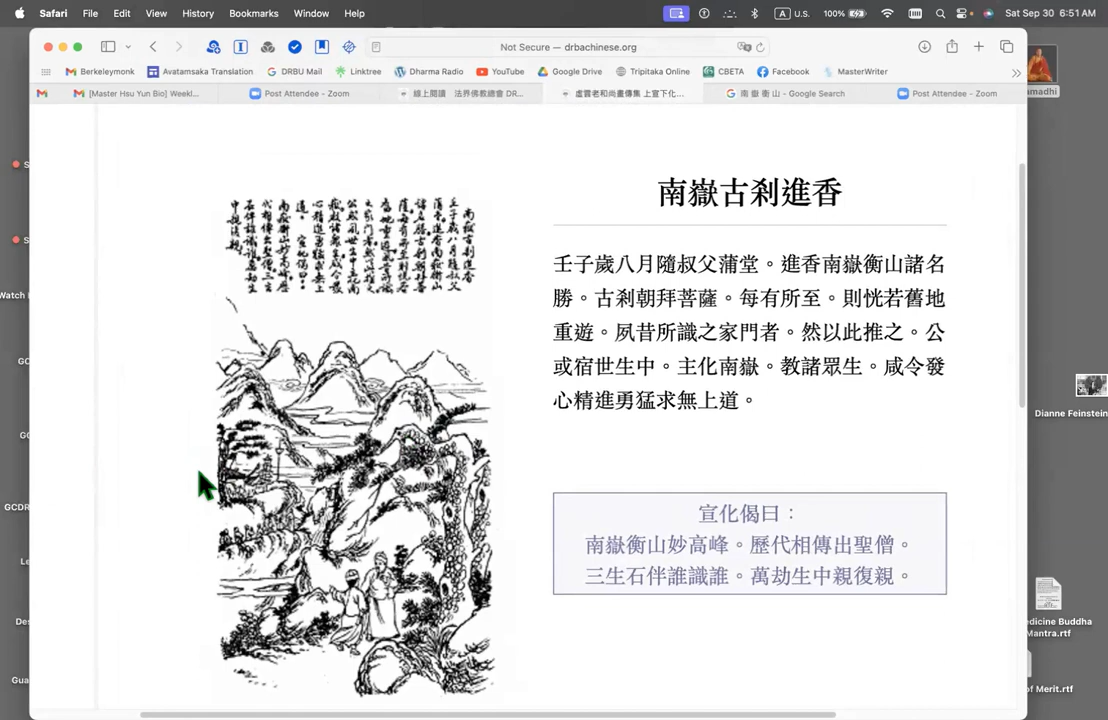 Safari File Edit View History Bookmarks Window Help
A U.S. 100% Sat Sep 30 6:51 AM
Not Secure — drbachinese.org
Berkeleymonk Avatamsaka Translation DRBU Mail Linktree Dharma Radio YouTube Google Drive Tripitaka Online CBETA Facebook MasterWriter
[Master Hsu Yun Bio] Weekl... Post Attendee - Zoom 線上閱讀 法界佛教總會 DR... 虛雲老和尚畫傳集 上宣下化... 南嶽衡山 - Google Search Post Attendee - Zoom
amadhi
南嶽古剎進香
壬子歲八月隨叔父蒲堂。進香南嶽衡山諸名
勝。古剎朝拜菩薩。每有所至。則恍若舊地
重遊。夙昔所識之家門者。然以此推之。公
或宿世生中。主化南嶽。教諸眾生。咸令發
心精進勇猛求無上道。
宣化偈曰：
南嶽衡山妙高峰。歷代相傳出聖僧。
三生石伴誰識誰。萬劫生中親復親。
S
S
Watch
GC
GC
GCDR
Le
Des
Gua
Dianne Feinstein
edicine Buddha
Mantra.rtf
of Merit.rtf